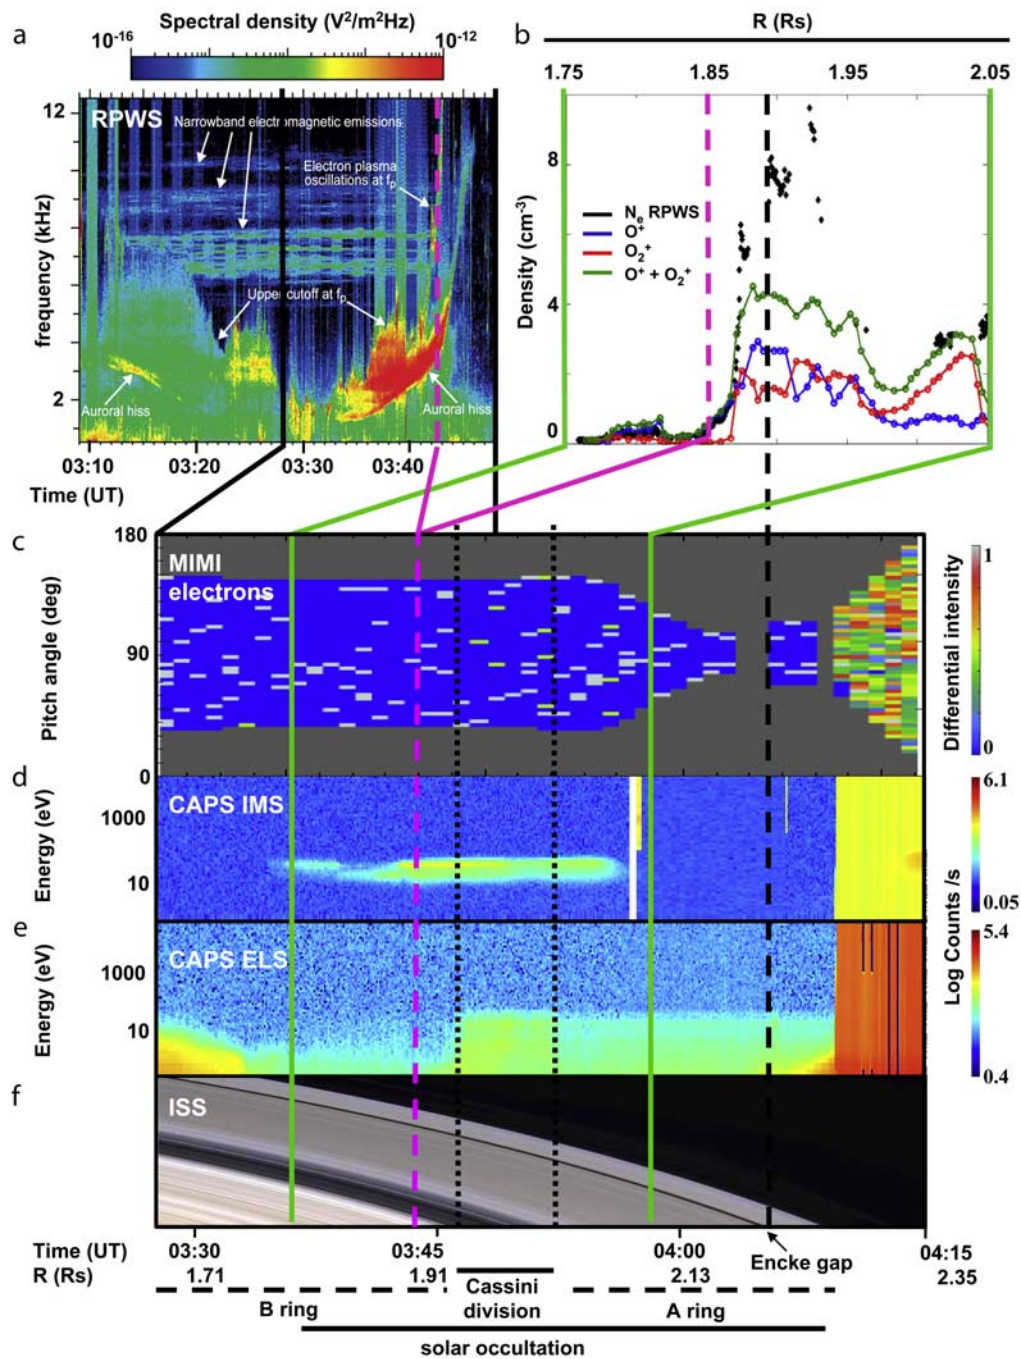 a
Spectral density (V²/m²Hz)
10⁻¹⁶
10⁻¹²
RPWS
Narrowband electromagnetic emissions
Electron plasma
oscillations at fₚ
Upper cutoff at fₚ
Auroral hiss
Auroral hiss
frequency (kHz)
12
2
03:10 03:20 03:30 03:40
Time (UT)
b
R (Rs)
1.75 1.85 1.95 2.05
Density (cm⁻³)
8
4
0
Nₑ RPWS
O⁺
O₂⁺
O⁺ + O₂⁺
c
MIMI
electrons
Pitch angle (deg)
180
90
0
Differential intensity
1
0
d
CAPS IMS
Energy (eV)
1000
10
6.1
0.05
Log Counts /s
e
CAPS ELS
Energy (eV)
1000
10
5.4
0.4
f
ISS
Time (UT) 03:30 03:45 04:00 04:15
Encke gap
R (Rs) 1.71 1.91 2.13 2.35
Cassini
division
B ring
A ring
solar occultation